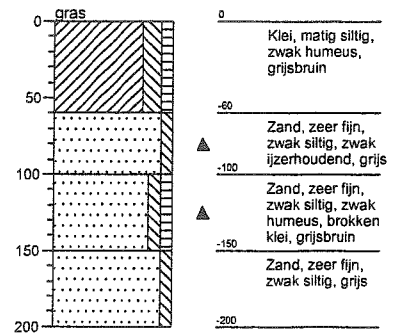 gras
0
50
100
150
200
0
Klei, matig siltig,
zwak humeus,
grijsbruin
-60
Zand, zeer fijn,
zwak siltig, zwak
ijzerhoudend, grijs
-100
Zand, zeer fijn,
zwak siltig, zwak
humeus, brokken
klei, grijsbruin
-150
Zand, zeer fijn,
zwak siltig, grijs
-200